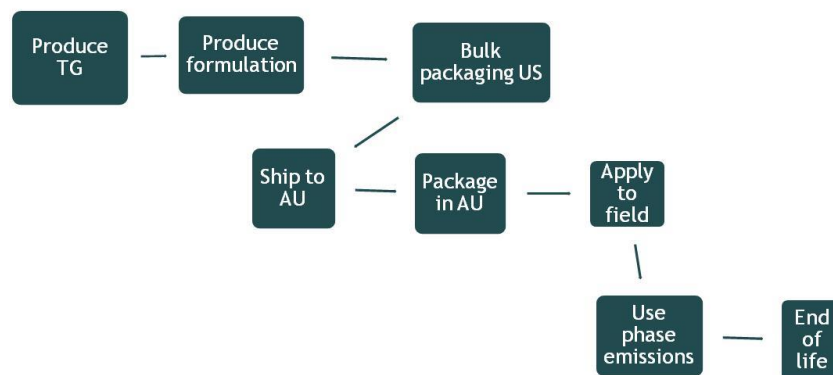 Produce
TG
Produce
formulation
Bulk
packaging US
Ship to
AU
Package
in AU
Apply
to
field
Use
phase
emissions
End
of
life